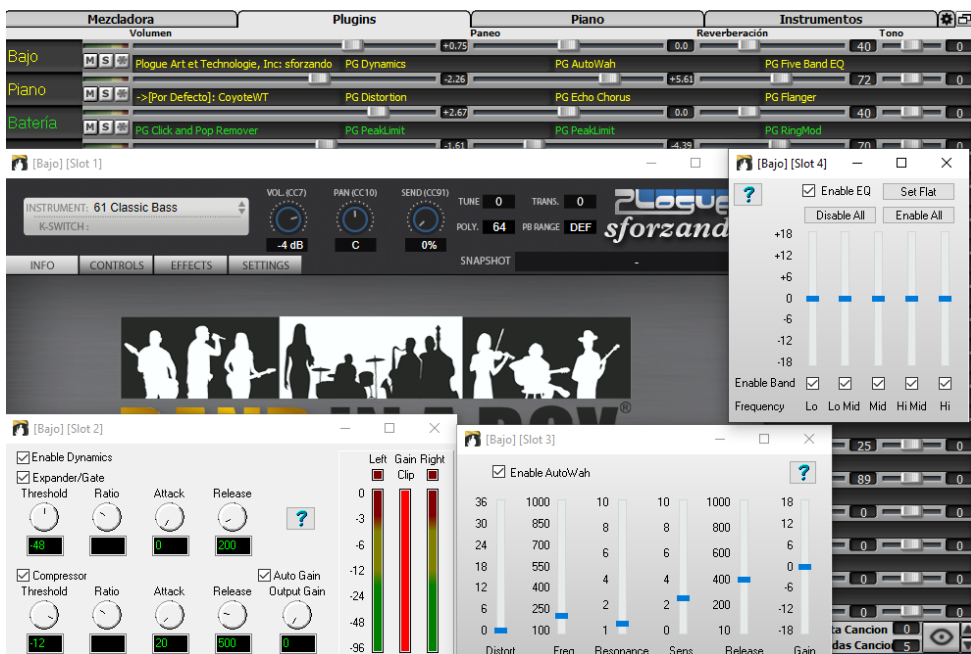 Mezcladora Plugins Piano Instrumentos
Volumen Paneo Reverberación Tono
+0.75 0.0 40 0
Bajo M S Plogue Art et Technologie, Inc: sforzando PG Dynamics PG AutoWah PG Five Band EQ
-2.26 +5.61 72 0
Piano M S ->[Por Defecto]: CoyoteWT PG Distortion PG Echo Chorus PG Flanger
+2.67 0.0 40 0
Batería M S PG Click and Pop Remover PG PeakLimit PG PeakLimit PG RingMod
-1.61 -4.39 70 0
[Bajo] [Slot 1]
INSTRUMENT: 61 Classic Bass
K-SWITCH :
VOL. (CC7) PAN (CC10) SEND (CC91)
-4 dB C 0%
TUNE 0 TRANS. 0
POLY. 64 PB RANGE DEF
PLOGUE
sforzando
INFO CONTROLS EFFECTS SETTINGS
SNAPSHOT -
BAND IN A BOX®
[Bajo] [Slot 4]
? Enable EQ Set Flat
Disable All Enable All
+18
+12
+6
0
-6
-12
-18
Enable Band
Frequency Lo Lo Mid Mid Hi Mid Hi
[Bajo] [Slot 2]
Enable Dynamics
Expander/Gate
Threshold Ratio Attack Release
?
-48 0 200
Compressor Auto Gain
Threshold Ratio Attack Release Output Gain
-12 20 500 0
Left Gain Right
Clip
0
-3
-6
-12
-24
-48
-96
[Bajo] [Slot 3]
Enable AutoWah ?
36 1000 10 10 1000 18
30 850 8 8 800 12
24 700 6 6 600 6
18 550 4 4 400 0
12 400 2 2 200 -6
6 250 1 0 10 -12
0 100 -18
Distort Freq Resonance Sens Release Gain
25 0
89 0
0 0
0 0
0 0
0 0
ta Cancion 0
das Cancion 5